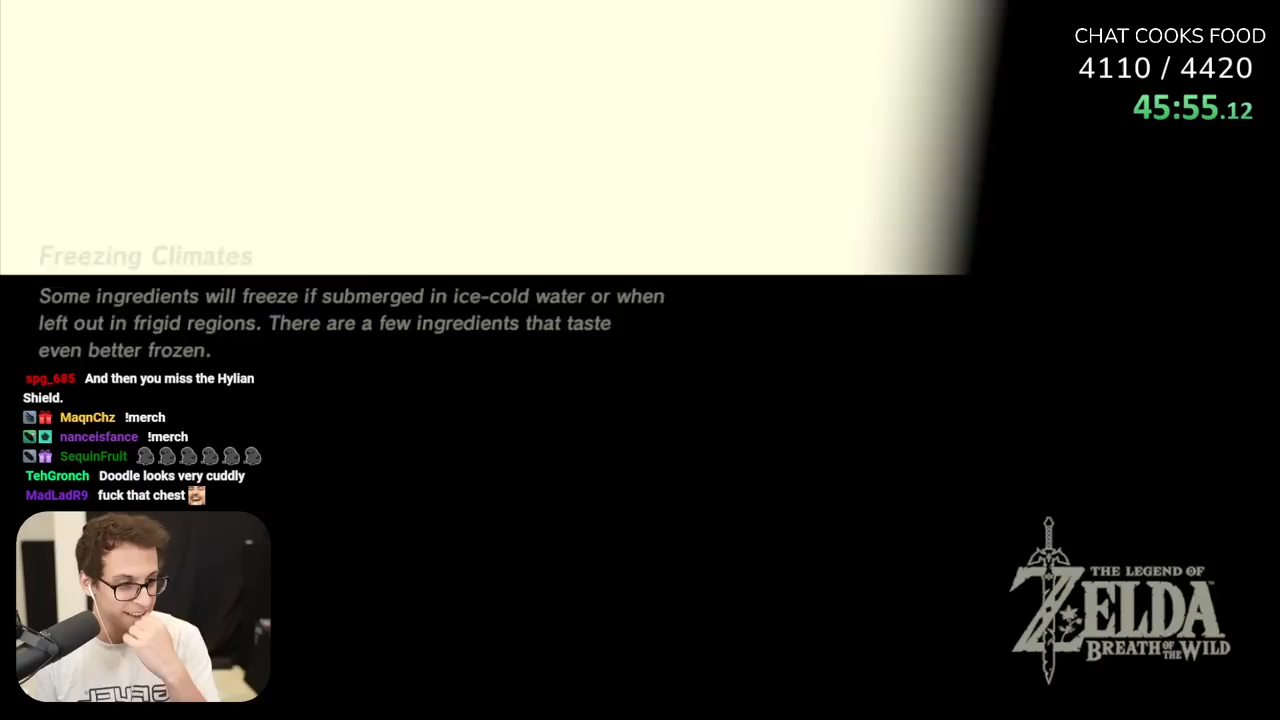 CHAT COOKS FOOD
4110 / 4420
45:55.12
Freezing Climates
Some ingredients will freeze if submerged in ice-cold water or when
left out in frigid regions. There are a few ingredients that taste
even better frozen.
spg_685 And then you miss the Hylian
Shield.
MaqnChz !merch
nanceisfance !merch
SequinFruit
TehGronch Doodle looks very cuddly
MadLadR9 fuck that chest
THE LEGEND OF
ZELDA
BREATH OF THE WILD